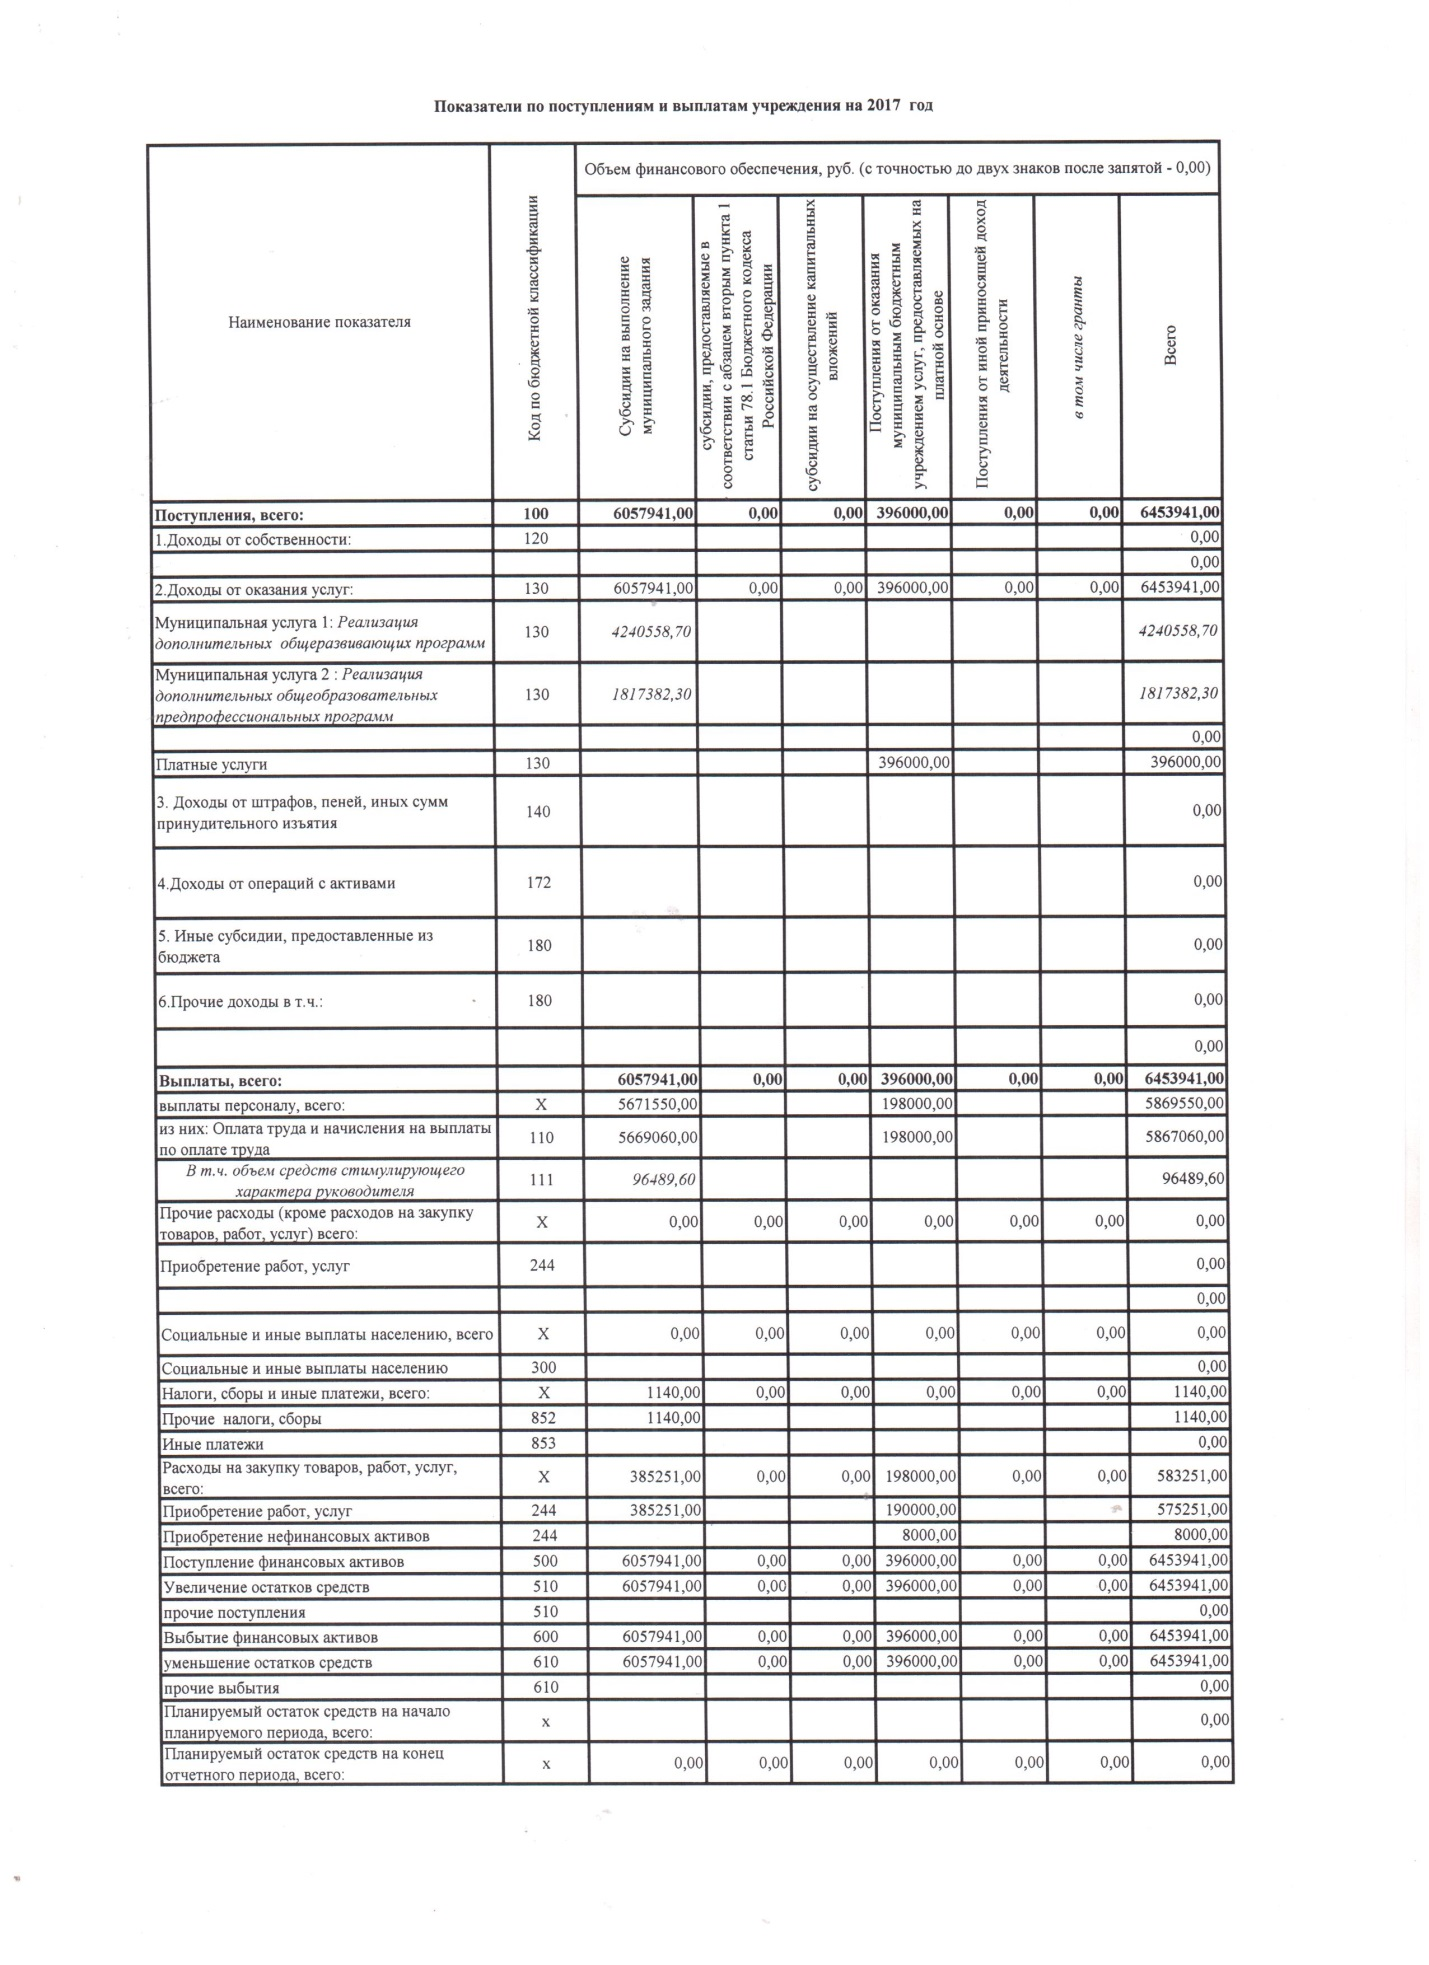 Показатели по поступлениям и выплатам учреждения на 2017 год
Наименование показателя
Код по бюджетной классификации
Объем финансового обеспечения, руб. (с точностью до двух знаков после запятой - 0,00)
Субсидии на выполнение
муниципального задания
субсидии, предоставляемые в
соответствии с абзацем вторым пункта 1
статьи 78.1 Бюджетного кодекса
Российской Федерации
субсидии на осуществление капитальных
вложений
Поступления от оказания
муниципальным бюджетным
учреждением услуг, предоставляемых на
платной основе
Поступления от иной приносящей доход
деятельности
в том числе гранты
Всего
Поступления, всего: 100 6057941,00 0,00 0,00 396000,00 0,00 0,00 6453941,00
1.Доходы от собственности: 120 0,00
0,00
2.Доходы от оказания услуг: 130 6057941,00 0,00 0,00 396000,00 0,00 0,00 6453941,00
Муниципальная услуга 1: Реализация
дополнительных общеразвивающих программ 130 4240558,70 4240558,70
Муниципальная услуга 2 : Реализация
дополнительных общеобразовательных 130 1817382,30 1817382,30
предпрофессиональных программ
0,00
Платные услуги 130 396000,00 396000,00
3. Доходы от штрафов, пеней, иных сумм
принудительного изъятия 140 0,00
4.Доходы от операций с активами 172 0,00
5. Иные субсидии, предоставленные из
бюджета 180 0,00
6.Прочие доходы в т.ч.: 180 0,00
0,00
Выплаты, всего: 6057941,00 0,00 0,00 396000,00 0,00 0,00 6453941,00
выплаты персоналу, всего: Х 5671550,00 198000,00 5869550,00
из них: Оплата труда и начисления на выплаты
по оплате труда 110 5669060,00 198000,00 5867060,00
В т.ч. объем средств стимулирующего
характера руководителя 111 96489,60 96489,60
Прочие расходы (кроме расходов на закупку
товаров, работ, услуг) всего: Х 0,00 0,00 0,00 0,00 0,00 0,00 0,00
Приобретение работ, услуг 244 0,00
0,00
Социальные и иные выплаты населению, всего Х 0,00 0,00 0,00 0,00 0,00 0,00 0,00
Социальные и иные выплаты населению 300 0,00
Налоги, сборы и иные платежи, всего: Х 1140,00 0,00 0,00 0,00 0,00 0,00 1140,00
Прочие налоги, сборы 852 1140,00 1140,00
Иные платежи 853 0,00
Расходы на закупку товаров, работ, услуг,
всего: Х 385251,00 0,00 0,00 198000,00 0,00 0,00 583251,00
Приобретение работ, услуг 244 385251,00 190000,00 575251,00
Приобретение нефинансовых активов 244 8000,00 8000,00
Поступление финансовых активов 500 6057941,00 0,00 0,00 396000,00 0,00 0,00 6453941,00
Увеличение остатков средств 510 6057941,00 0,00 0,00 396000,00 0,00 0,00 6453941,00
прочие поступления 510 0,00
Выбытие финансовых активов 600 6057941,00 0,00 0,00 396000,00 0,00 0,00 6453941,00
уменьшение остатков средств 610 6057941,00 0,00 0,00 396000,00 0,00 0,00 6453941,00
прочие выбытия 610 0,00
Планируемый остаток средств на начало
планируемого периода, всего: х 0,00
Планируемый остаток средств на конец
отчетного периода, всего: х 0,00 0,00 0,00 0,00 0,00 0,00 0,00